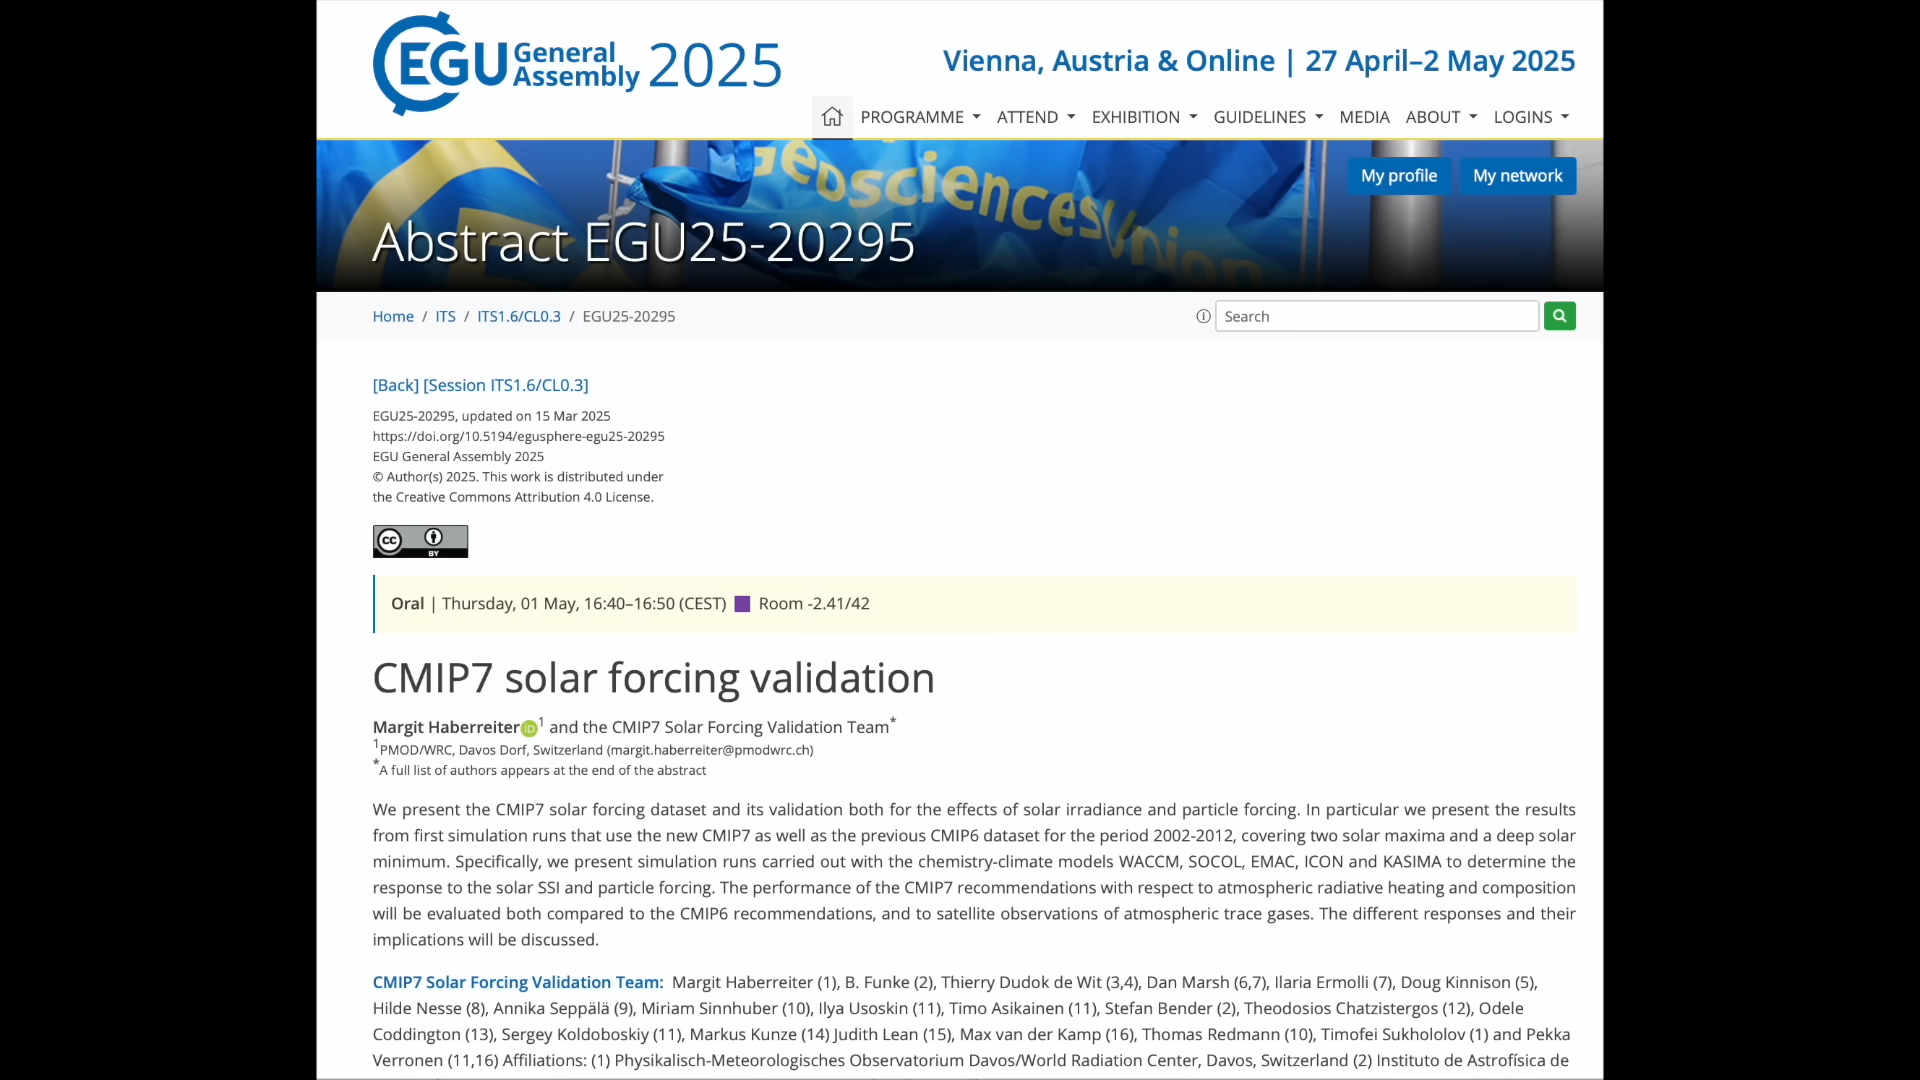 EGU General Assembly 2025
Vienna, Austria & Online | 27 April–2 May 2025
PROGRAMME ATTEND EXHIBITION GUIDELINES MEDIA ABOUT LOGINS
Geosciences Union
My profile My network
Abstract EGU25-20295
Home / ITS / ITS1.6/CL0.3 / EGU25-20295
Search
[Back] [Session ITS1.6/CL0.3]
EGU25-20295, updated on 15 Mar 2025
https://doi.org/10.5194/egusphere-egu25-20295
EGU General Assembly 2025
© Author(s) 2025. This work is distributed under
the Creative Commons Attribution 4.0 License.
cc BY
Oral | Thursday, 01 May, 16:40–16:50 (CEST) Room -2.41/42
CMIP7 solar forcing validation
Margit Haberreiter iD 1 and the CMIP7 Solar Forcing Validation Team*
1PMOD/WRC, Davos Dorf, Switzerland (margit.haberreiter@pmodwrc.ch)
*A full list of authors appears at the end of the abstract
We present the CMIP7 solar forcing dataset and its validation both for the effects of solar irradiance and particle forcing. In particular we present the results
from first simulation runs that use the new CMIP7 as well as the previous CMIP6 dataset for the period 2002-2012, covering two solar maxima and a deep solar
minimum. Specifically, we present simulation runs carried out with the chemistry-climate models WACCM, SOCOL, EMAC, ICON and KASIMA to determine the
response to the solar SSI and particle forcing. The performance of the CMIP7 recommendations with respect to atmospheric radiative heating and composition
will be evaluated both compared to the CMIP6 recommendations, and to satellite observations of atmospheric trace gases. The different responses and their
implications will be discussed.
CMIP7 Solar Forcing Validation Team: Margit Haberreiter (1), B. Funke (2), Thierry Dudok de Wit (3,4), Dan Marsh (6,7), Ilaria Ermolli (7), Doug Kinnison (5),
Hilde Nesse (8), Annika Seppälä (9), Miriam Sinnhuber (10), Ilya Usoskin (11), Timo Asikainen (11), Stefan Bender (2), Theodosios Chatzistergos (12), Odele
Coddington (13), Sergey Koldoboskiy (11), Markus Kunze (14) Judith Lean (15), Max van der Kamp (16), Thomas Redmann (10), Timofei Sukhololov (1) and Pekka
Verronen (11,16) Affiliations: (1) Physikalisch-Meteorologisches Observatorium Davos/World Radiation Center, Davos, Switzerland (2) Instituto de Astrofísica de